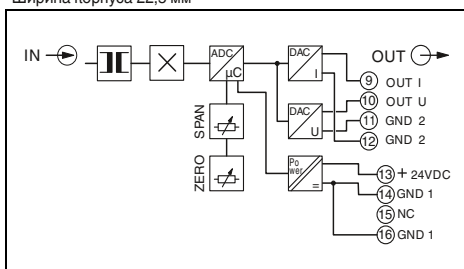 Ширина корпуса 22,5 мм
IN
OUT
ADC
µC
DAC
I
DAC
U
9 OUT I
10 OUT U
11 GND 2
12 GND 2
SPAN
ZERO
Po
wer
=
13 + 24VDC
14 GND 1
15 NC
16 GND 1